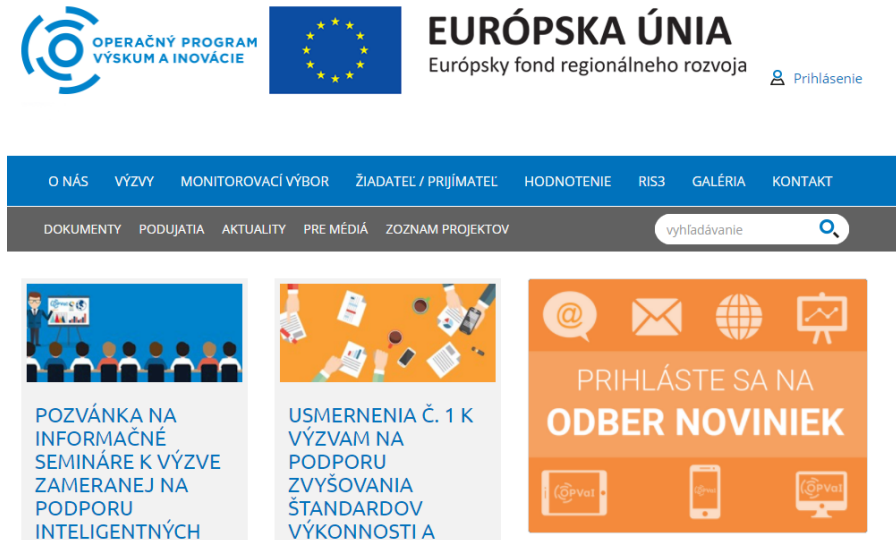 OPERAČNÝ PROGRAM
VÝSKUM A INOVÁCIE
EURÓPSKA ÚNIA
Európsky fond regionálneho rozvoja
Prihlásenie
O NÁS VÝZVY MONITOROVACÍ VÝBOR ŽIADATEĽ / PRIJÍMATEĽ HODNOTENIE RIS3 GALÉRIA KONTAKT
DOKUMENTY PODUJATIA AKTUALITY PRE MÉDIÁ ZOZNAM PROJEKTOV
vyhľadávanie
POZVÁNKA NA
INFORMAČNÉ
SEMINÁRE K VÝZVE
ZAMERANEJ NA
PODPORU
INTELIGENTNÝCH
USMERNENIA Č. 1 K
VÝZVAM NA
PODPORU
ZVYŠOVANIA
ŠTANDARDOV
VÝKONNOSTI A
@
PRIHLÁSTE SA NA
ODBER NOVINIEK
OPVaI
OPVaI